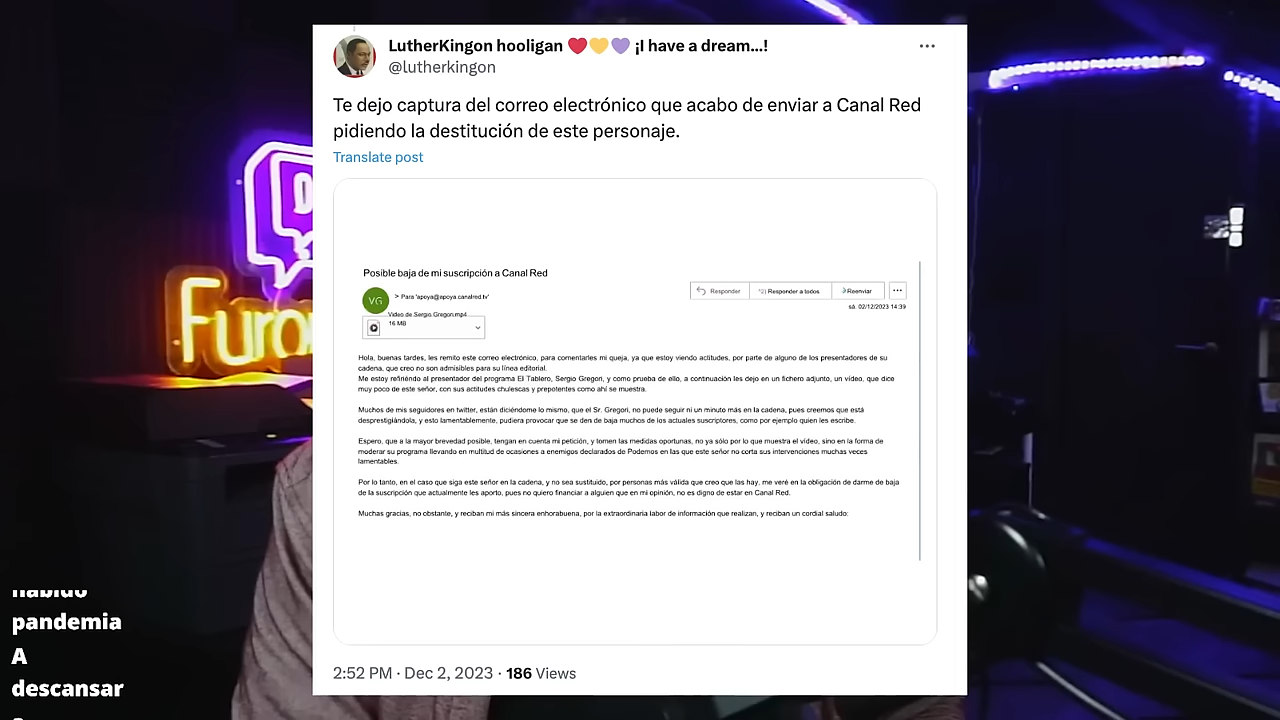 LutherKingon hooligan ❤️💛💜 ¡I have a dream...!
@lutherkingon
Te dejo captura del correo electrónico que acabo de enviar a Canal Red
pidiendo la destitución de este personaje.
Translate post
Posible baja de mi suscripción a Canal Red
VG
> Para 'apoya@apoya.canalred.tv'
Responder
Responder a todos
Reenviar
sá. 02/12/2023 14:39
Video de Sergio Gregori.mp4
16 MB
Hola, buenas tardes, les remito este correo electrónico, para comentarles mi queja, ya que estoy viendo actitudes, por parte de alguno de los presentadores de su
cadena, que creo no son admisibles para su línea editorial.
Me estoy refiriéndo al presentador del programa El Tablero, Sergio Gregori, y como prueba de ello, a continuación les dejo en un fichero adjunto, un vídeo, que dice
muy poco de este señor, con sus actitudes chulescas y prepotentes como ahí se muestra.
Muchos de mis seguidores en twitter, están diciéndome lo mismo, que el Sr. Gregori, no puede seguir ni un minuto más en la cadena, pues creemos que está
desprestigiándola, y esto lamentablemente, pudiera provocar que se den de baja muchos de los actuales suscriptores, como por ejemplo quien les escribe.
Espero, que a la mayor brevedad posible, tengan en cuenta mi petición, y tomen las medidas oportunas, no ya sólo por lo que muestra el vídeo, sino en la forma de
moderar su programa llevando en multitud de ocasiones a enemigos declarados de Podemos en las que este señor no corta sus intervenciones muchas veces
lamentables.
Por lo tanto, en el caso que siga este señor en la cadena, y no sea sustituido, por personas más válida que creo que las hay, me veré en la obligación de darme de baja
de la suscripción que actualmente les aporto, pues no quiero financiar a alguien que en mi opinión, no es digno de estar en Canal Red.
Muchas gracias, no obstante, y reciban mi más sincera enhorabuena, por la extraordinaria labor de información que realizan, y reciban un cordial saludo:
2:52 PM · Dec 2, 2023 · 186 Views
Furor
habido
pandemia
A
descansar